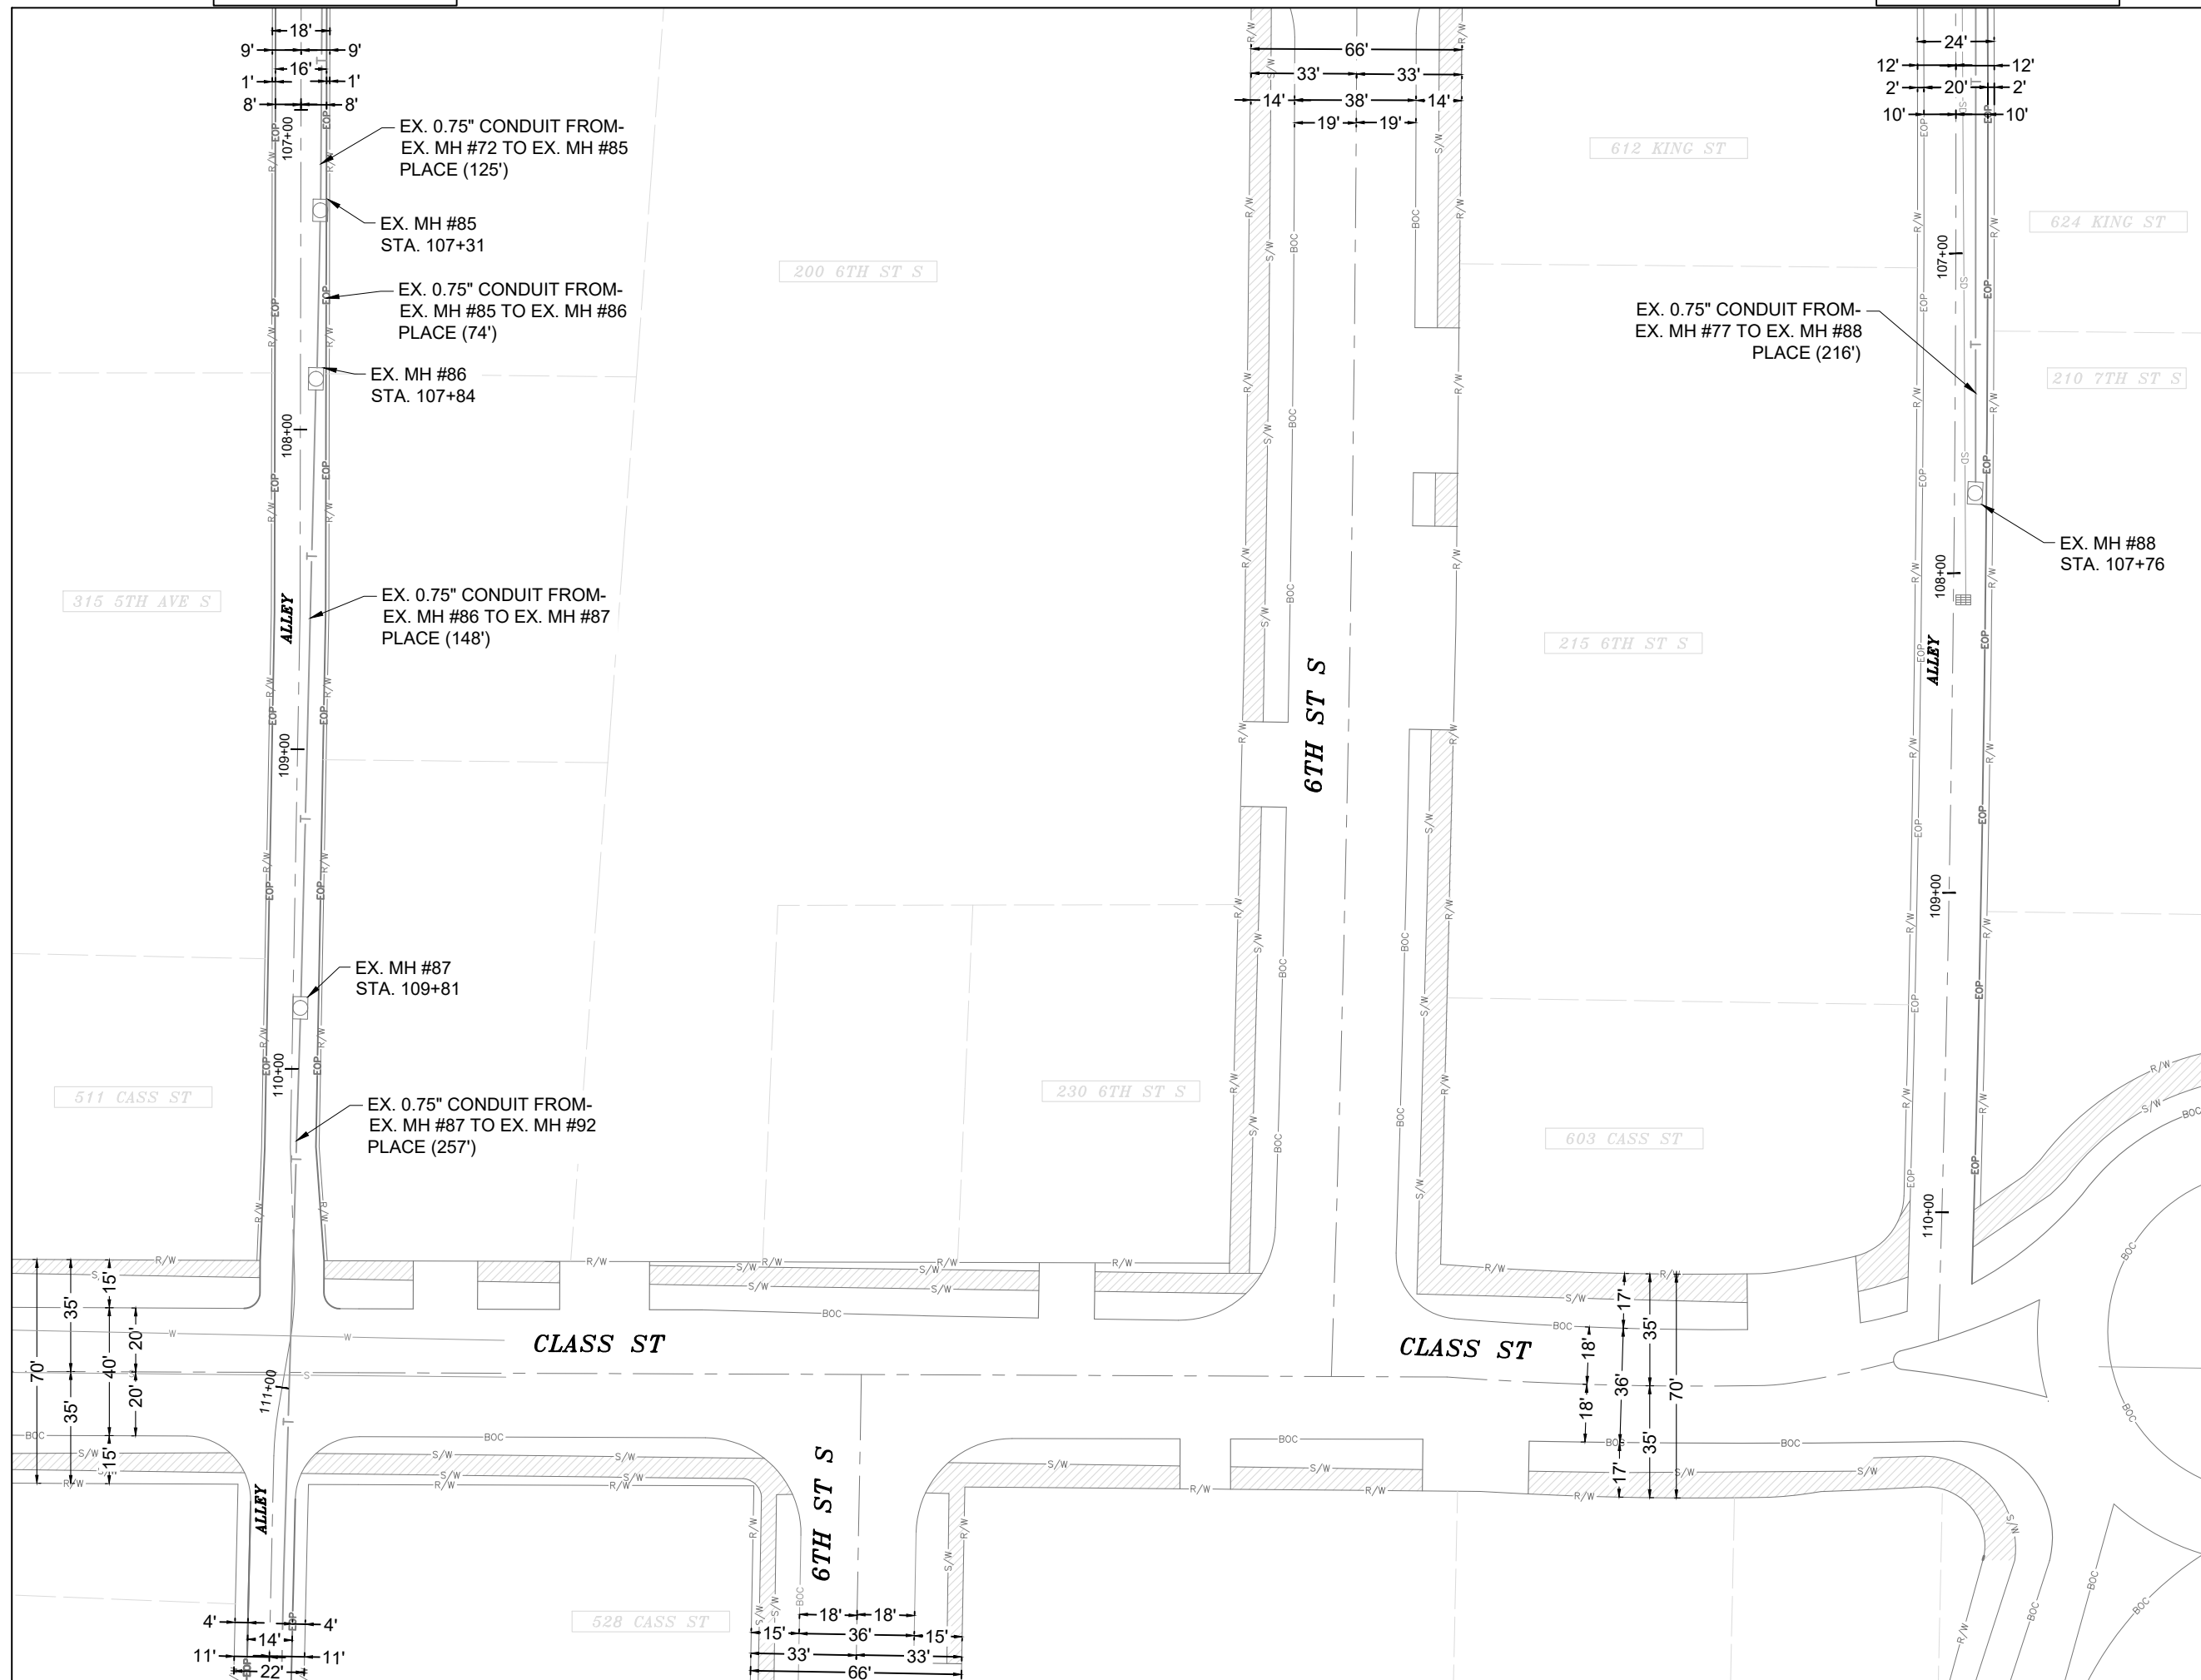 18'
9'
9'
16'
1'
1'
8'
8'
107+00
EX. 0.75" CONDUIT FROM-
EX. MH #72 TO EX. MH #85
PLACE (125')
EX. MH #85
STA. 107+31
EX. 0.75" CONDUIT FROM-
EX. MH #85 TO EX. MH #86
PLACE (74')
EX. MH #86
STA. 107+84
108+00
EX. 0.75" CONDUIT FROM-
EX. MH #86 TO EX. MH #87
PLACE (148')
315 5TH AVE S
ALLEY
109+00
EX. MH #87
STA. 109+81
110+00
511 CASS ST
EX. 0.75" CONDUIT FROM-
EX. MH #87 TO EX. MH #92
PLACE (257')
200 6TH ST S
230 6TH ST S
66'
33'
33'
14'
38'
14'
19'
19'
6TH ST S
612 KING ST
215 6TH ST S
603 CASS ST
24'
12'
12'
2'
20'
2'
10'
10'
107+00
624 KING ST
210 7TH ST S
EX. 0.75" CONDUIT FROM-
EX. MH #77 TO EX. MH #88
PLACE (216')
EX. MH #88
STA. 107+76
108+00
ALLEY
109+00
110+00
R/W
S/W
BOC
EOP
SD
T
W
S
CLASS ST
CLASS ST
70'
35'
35'
15'
40'
15'
20'
20'
111+00
17'
18'
36'
18'
17'
35'
35'
70'
ALLEY
6TH ST S
528 CASS ST
4'
4'
14'
11'
11'
22'
18'
18'
15'
36'
15'
33'
33'
66'